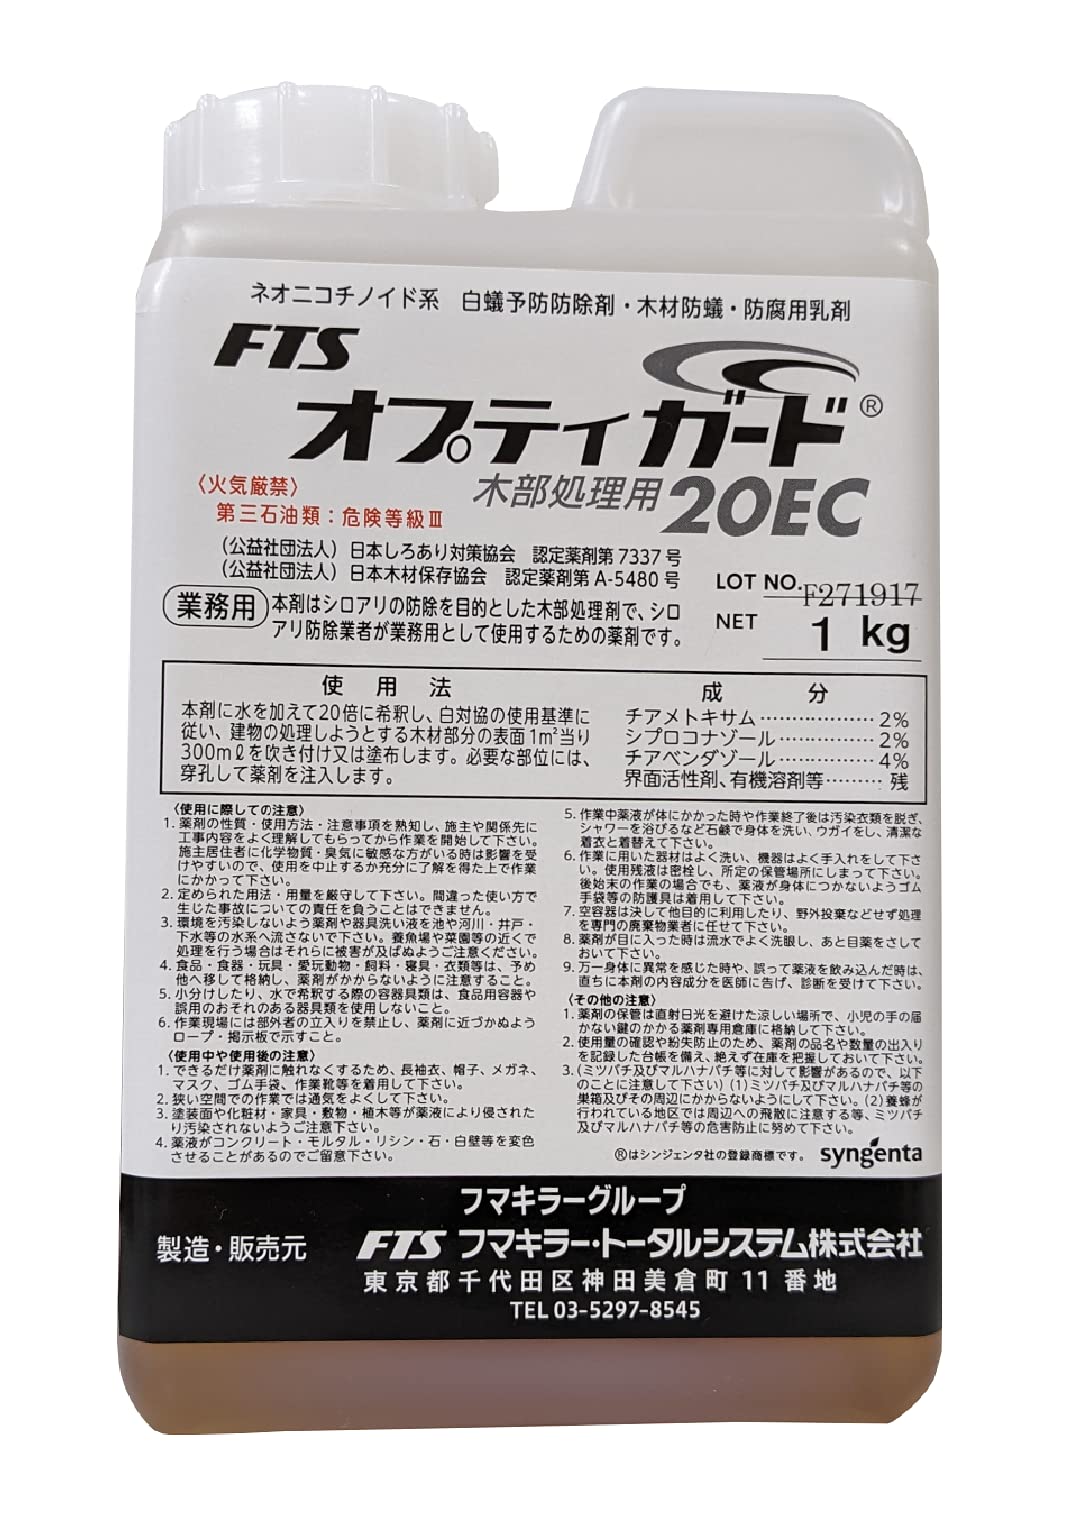 ネオニコチノイド系　白蟻予防防除剤・木材防蟻・防腐用乳剤
FTS
オプティガード®
木部処理用20EC
〈火気厳禁〉
第三石油類：危険等級Ⅲ
（公益社団法人）日本しろあり対策協会　認定薬剤第7337号
（公益社団法人）日本木材保存協会　認定薬剤第A-5480号
業務用
本剤はシロアリの防除を目的とした木部処理剤で、シロ
アリ防除業者が業務用として使用するための薬剤です。
LOT NO. F271917
NET 1 kg
使用法
本剤に水を加えて20倍に希釈し、白対協の使用基準に
従い、建物の処理しようとする木材部分の表面1㎡当り
300mℓを吹き付け又は塗布します。必要な部位には、
穿孔して薬剤を注入します。
成分
チアメトキサム……………… 2%
シプロコナゾール…………… 2%
チアベンダゾール…………… 4%
界面活性剤、有機溶剤等……… 残
〈使用に際しての注意〉
1. 薬剤の性質・使用方法・注意事項を熟知し、施主や関係先に
工事内容をよく理解してもらってから作業を開始して下さい。
施主居住者に化学物質・臭気に敏感な方がいる時は影響を受
けやすいので、使用を中止するか充分に了解を得た上で作業
にかかって下さい。
2. 定められた用法・用量を厳守して下さい。間違った使い方で
生じた事故についての責任を負うことはできません。
3. 環境を汚染しないよう薬剤や器具洗い液を池や河川・井戸・
下水等の水系へ流さないで下さい。養魚場や菜園等の近くで
処理を行う場合はそれらに被害が及ばぬようご注意ください。
4. 食品・食器・玩具・愛玩動物・飼料・寝具・衣類等は、予め
他へ移して格納し、薬剤がかからないように注意すること。
5. 小分けしたり、水で希釈する際の容器具類は、食品用容器や
誤用のおそれのある器具類を使用しないこと。
6. 作業現場には部外者の立入りを禁止し、薬剤に近づかぬよう
ロープ・掲示板で示すこと。
〈使用中や使用後の注意〉
1. できるだけ薬剤に触れなくするため、長袖衣、帽子、メガネ、
マスク、ゴム手袋、作業靴等を着用して下さい。
2. 狭い空間での作業では通気をよくして下さい。
3. 塗装面や化粧材・家具・敷物・植木等が薬液により侵された
り汚染されないようご注意下さい。
4. 薬液がコンクリート・モルタル・リシン・石・白壁等を変色
させることがあるのでご留意下さい。
5. 作業中薬液が体にかかった時や作業終了後は汚染衣類を脱ぎ、
シャワーを浴びるなど石鹸で身体を洗い、ウガイをし、清潔な
着衣と着替えて下さい。
6. 作業に用いた器材はよく洗い、機器はよく手入れをして下さ
い。使用残液は密栓し、所定の保管場所にしまって下さい。
後始末の作業の場合でも、薬液が身体につかないようゴム
手袋等の防護具は着用して下さい。
7. 空容器は決して他目的に利用したり、野外投棄などせず処理
を専門の廃棄物業者に任せて下さい。
8. 薬剤が目に入った時は流水でよく洗眼し、あと目薬をさして
おいて下さい。
9. 万一身体に異常を感じた時や、誤って薬液を飲み込んだ時は、
直ちに本剤の内容成分を医師に告げ、診断を受けて下さい。
〈その他の注意〉
1. 薬剤の保管は直射日光を避けた涼しい場所で、小児の手の届
かない鍵のかかる薬剤専用倉庫に格納して下さい。
2. 使用量の確認や紛失防止のため、薬剤の品名や数量の出入り
を記録した台帳を備え、絶えず在庫を把握しておいて下さい。
3. (ミツバチ及びマルハナバチ等に対して影響があるので、以下
のことに注意して下さい) (1)ミツバチ及びマルハナバチ等の
巣箱及びその周辺にかからないようにして下さい。(2)養蜂が
行われている地区では周辺への飛散に注意する等、ミツバチ
及びマルハナバチ等の危害防止に努めて下さい。
®はシンジェンタ社の登録商標です。 syngenta
フマキラーグループ
製造・販売元 FTS フマキラー・トータルシステム株式会社
東京都千代田区神田美倉町11番地
TEL 03-5297-8545